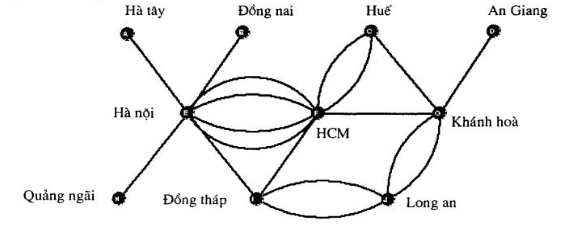 Hà tây Đồng nai Huế An Giang
Hà nội HCM Khánh hoà
Quảng ngãi Đồng tháp Long an